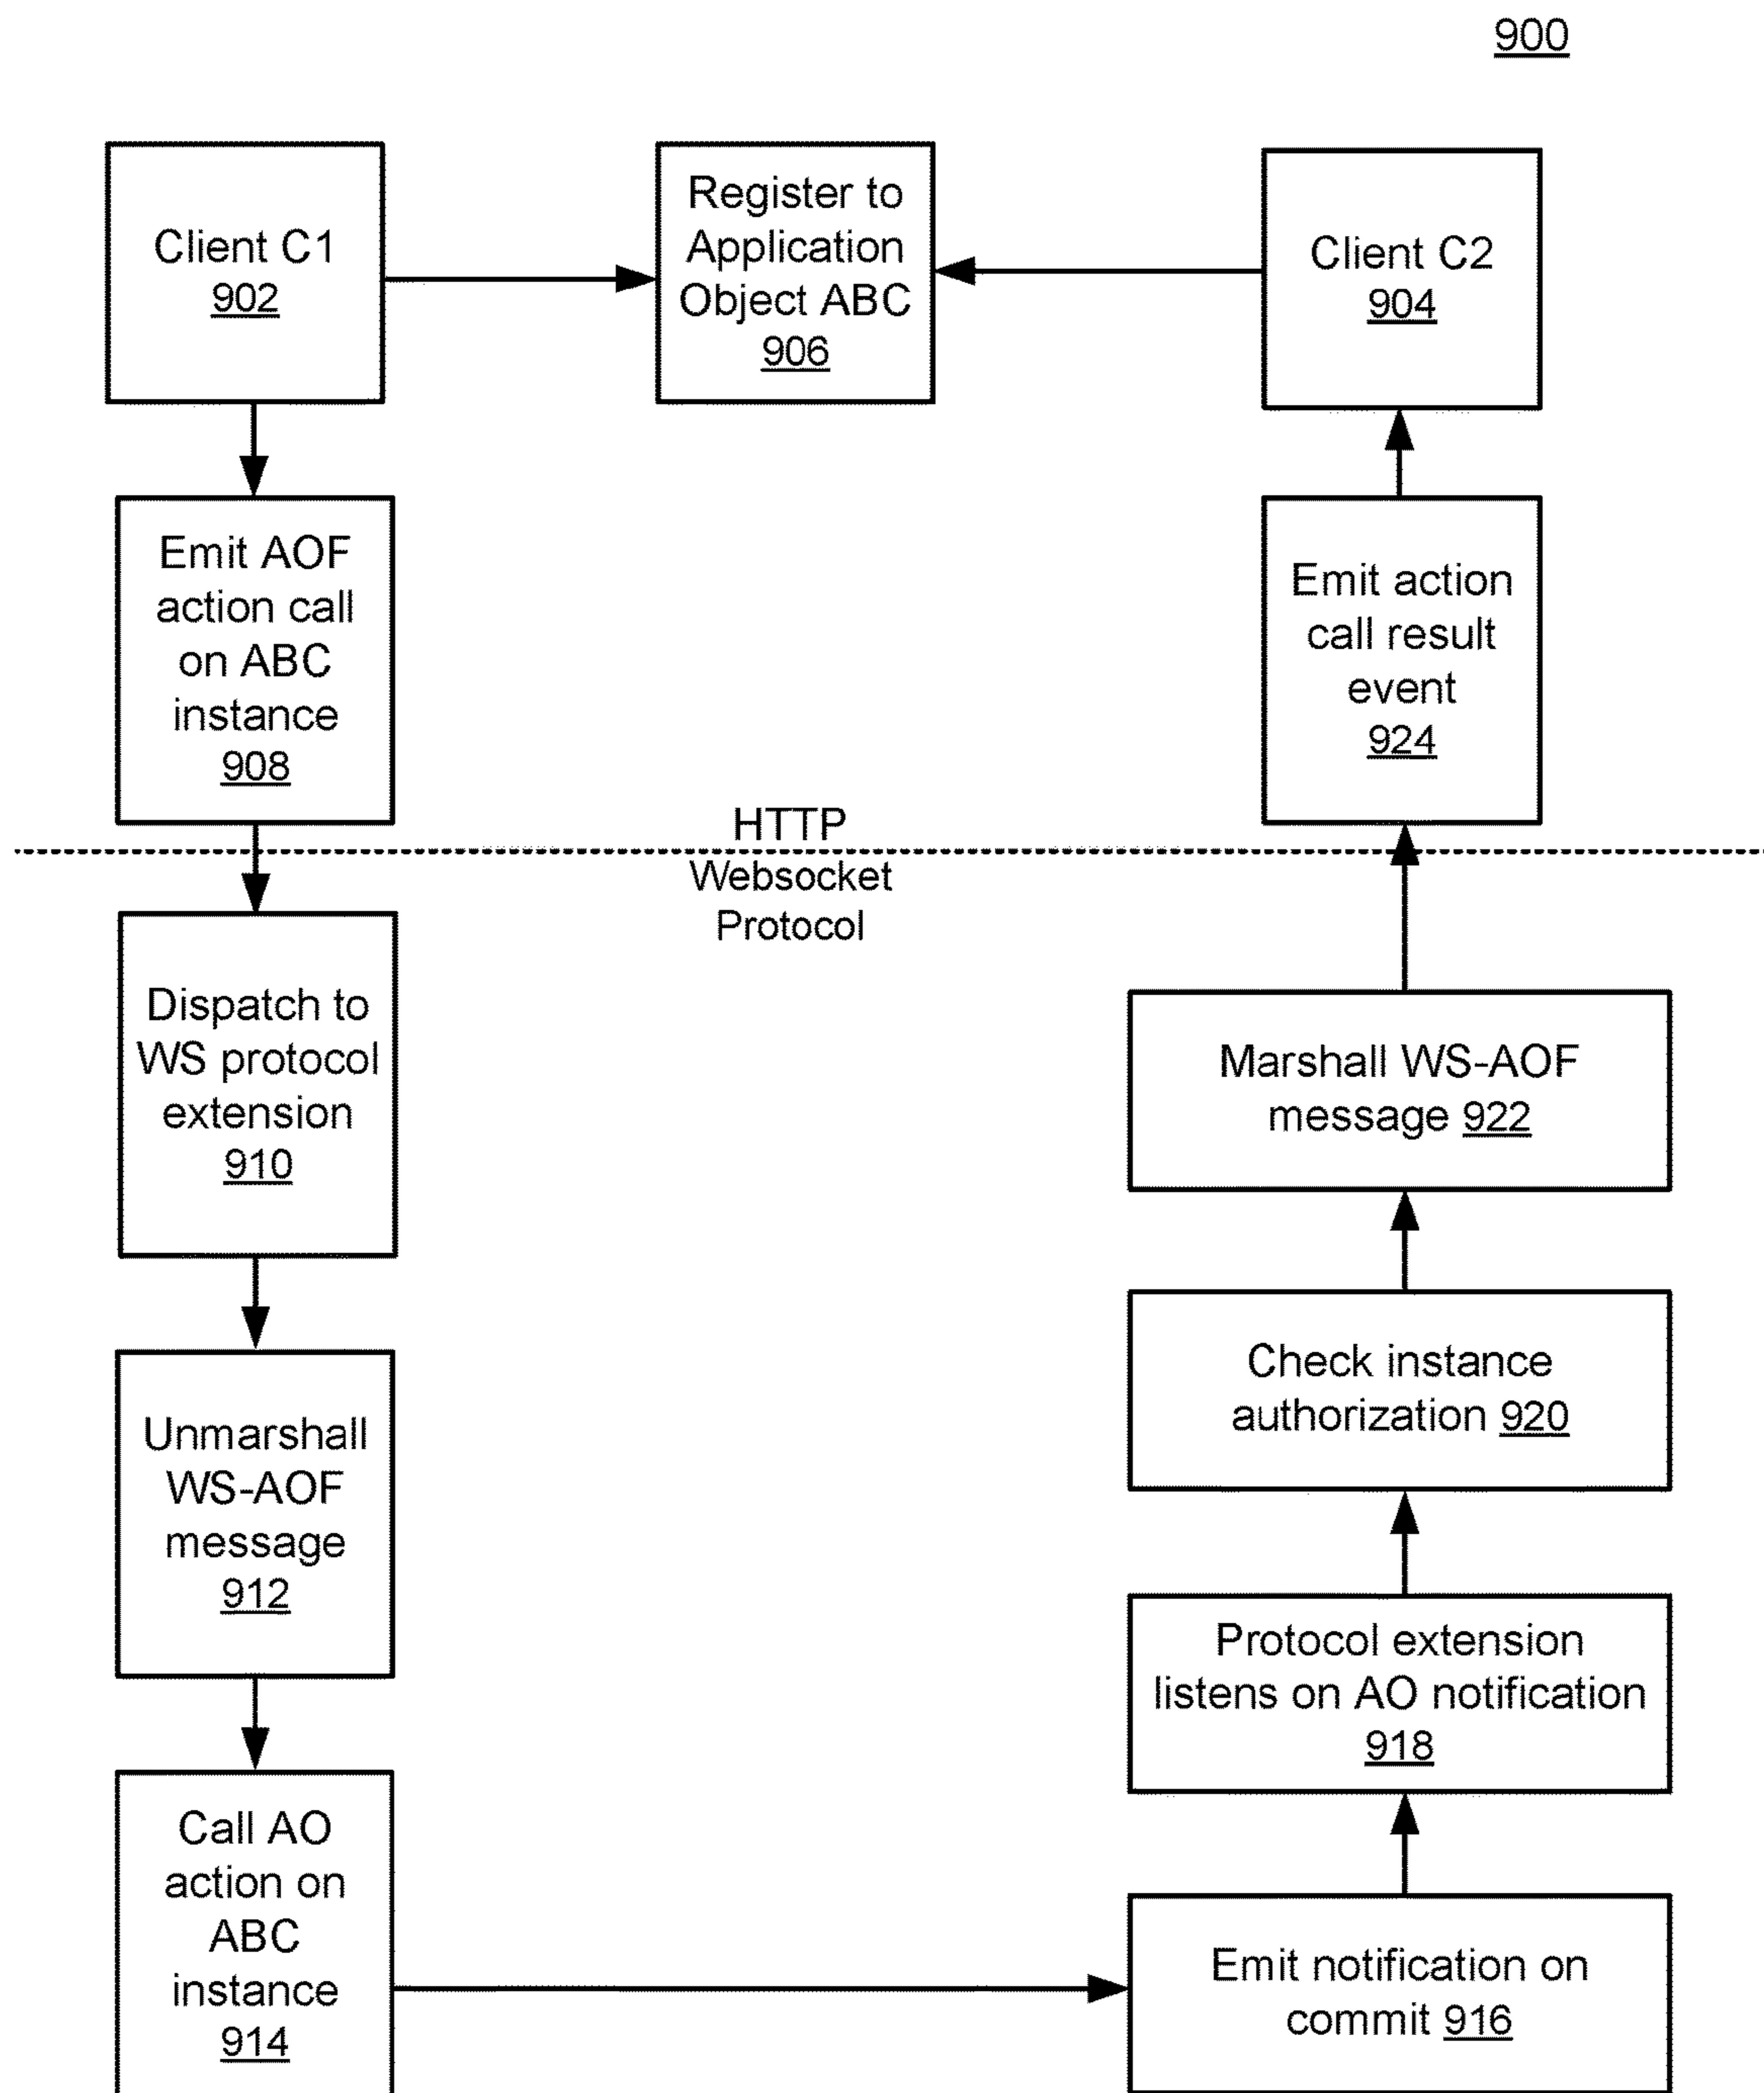 900
Client C1
902
Register to
Application
Object ABC
906
Client C2
904
Emit AOF
action call
on ABC
instance
908
Emit action
call result
event
924
HTTP
Websocket
Protocol
Dispatch to
WS protocol
extension
910
Marshall WS-AOF
message 922
Check instance
authorization 920
Unmarshall
WS-AOF
message
912
Protocol extension
listens on AO notification
918
Call AO
action on
ABC
instance
914
Emit notification on
commit 916